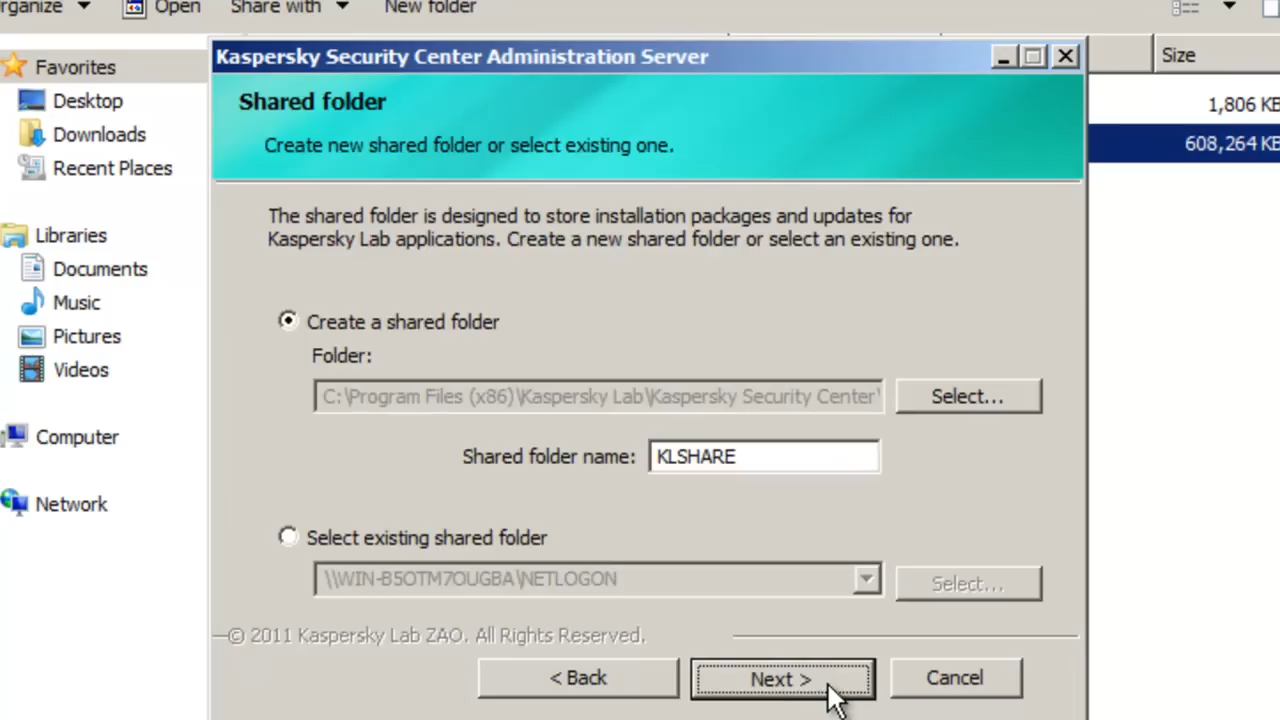 Open
Share with
New folder
Size
1,806 KB
608,264 KB
Favorites
Desktop
Downloads
Recent Places
Libraries
Documents
Music
Pictures
Videos
Computer
Network
Kaspersky Security Center Administration Server
Shared folder
Create new shared folder or select existing one.
The shared folder is designed to store installation packages and updates for
Kaspersky Lab applications. Create a new shared folder or select an existing one.
Create a shared folder
Folder:
C:\Program Files (x86)\Kaspersky Lab\Kaspersky Security Center\ Select...
Shared folder name: KLSHARE
Select existing shared folder
\\WIN-B5OTM7OUGBA\NETLOGON Select...
© 2011 Kaspersky Lab ZAO. All Rights Reserved.
< Back Next > Cancel